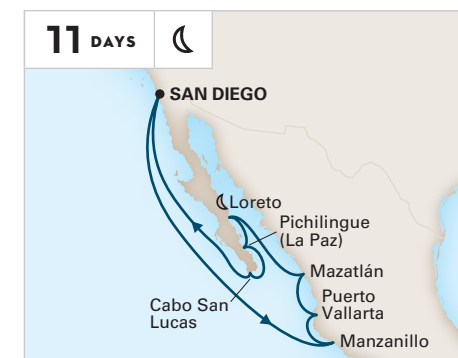 11 DAYS
SAN DIEGO
Loreto
Pichilingue
(La Paz)
Mazatlán
Puerto
Vallarta
Cabo San
Lucas
Manzanillo